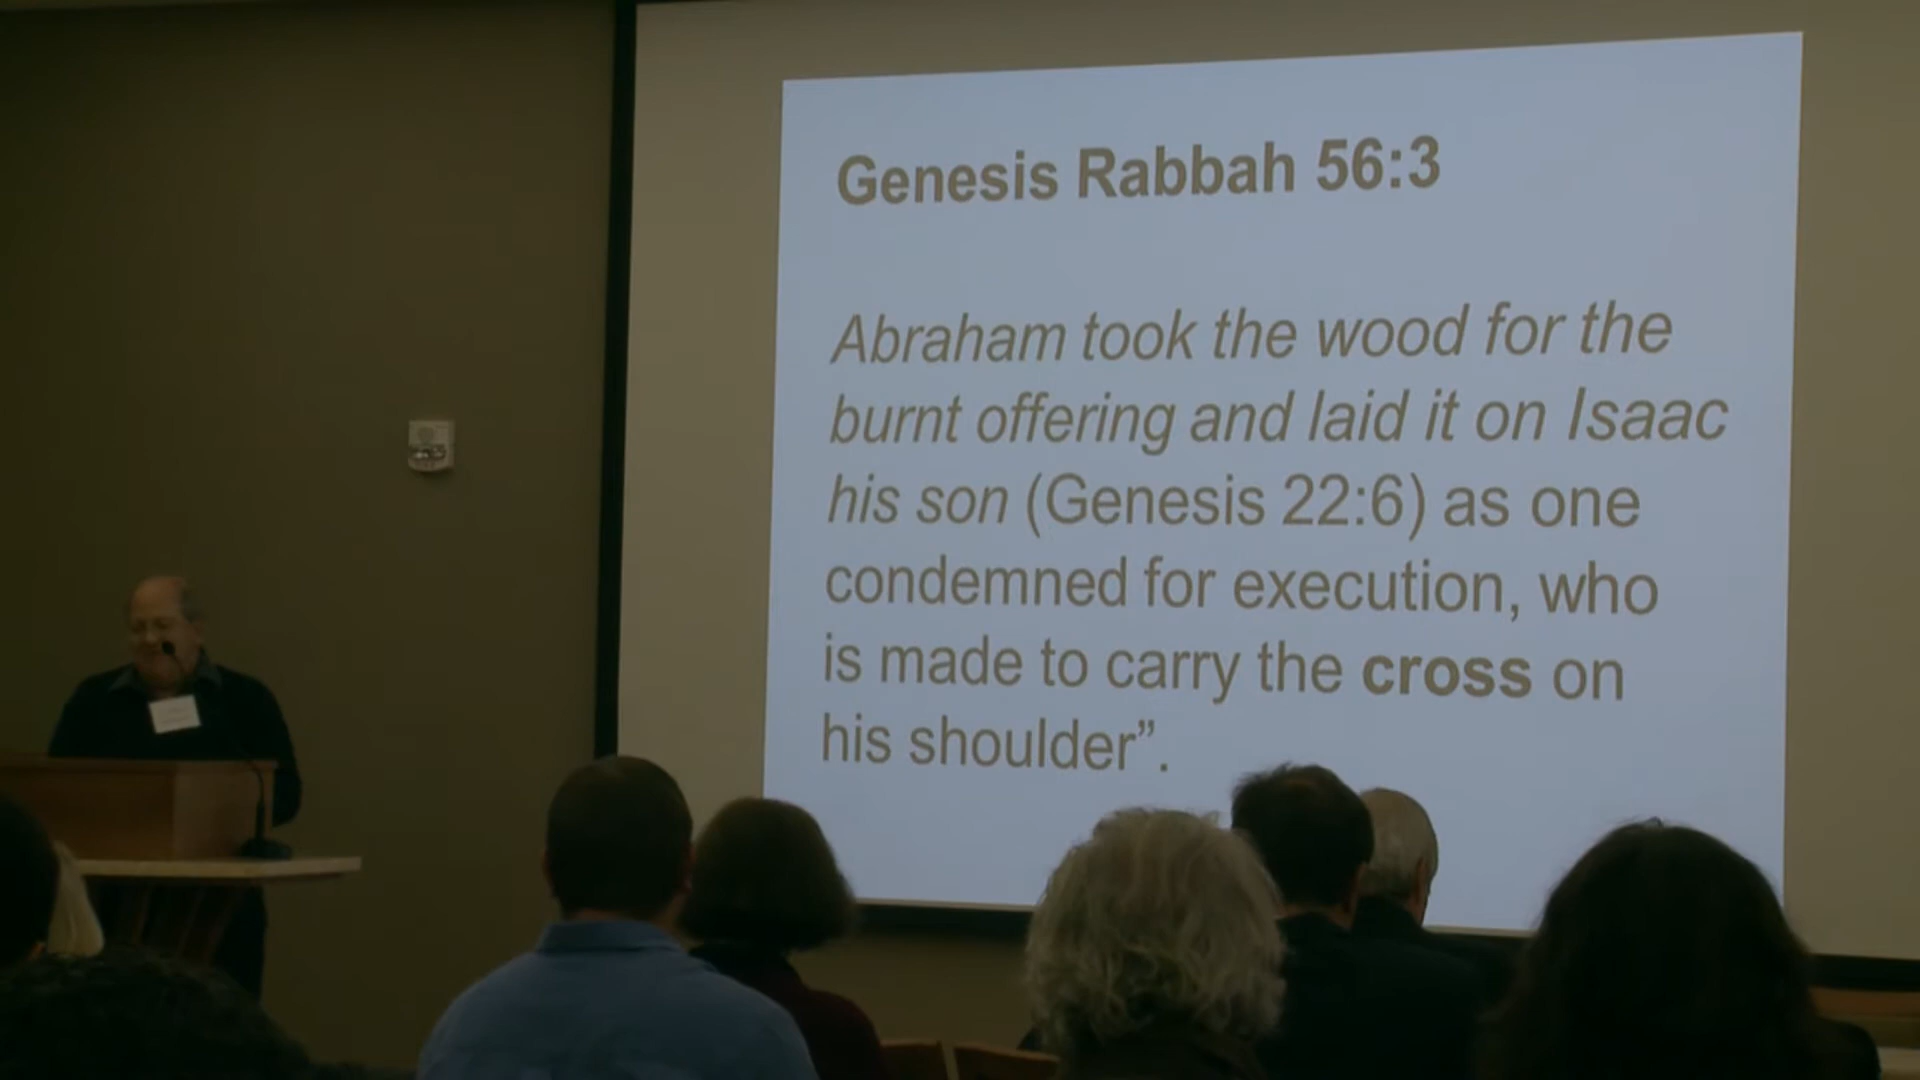 Genesis Rabbah 56:3
Abraham took the wood for the
burnt offering and laid it on Isaac
his son (Genesis 22:6) as one
condemned for execution, who
is made to carry the cross on
his shoulder”.